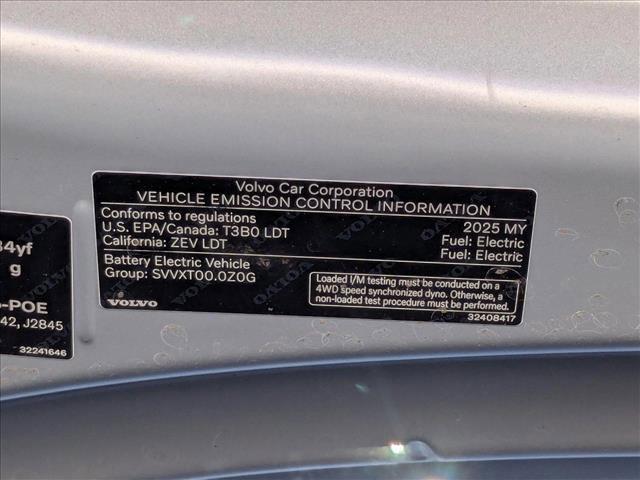 Volvo Car Corporation
VEHICLE EMISSION CONTROL INFORMATION
Conforms to regulations 2025 MY
U.S. EPA/Canada: T3B0 LDT Fuel: Electric
California: ZEV LDT Fuel: Electric
Battery Electric Vehicle
Group: SVVXT00.0Z0G
Loaded I/M testing must be conducted on a
4WD speed synchronized dyno. Otherwise, a
non-loaded test procedure must be performed.
VOLVO 32408417
34yf
g
-POE
42, J2845
32241646